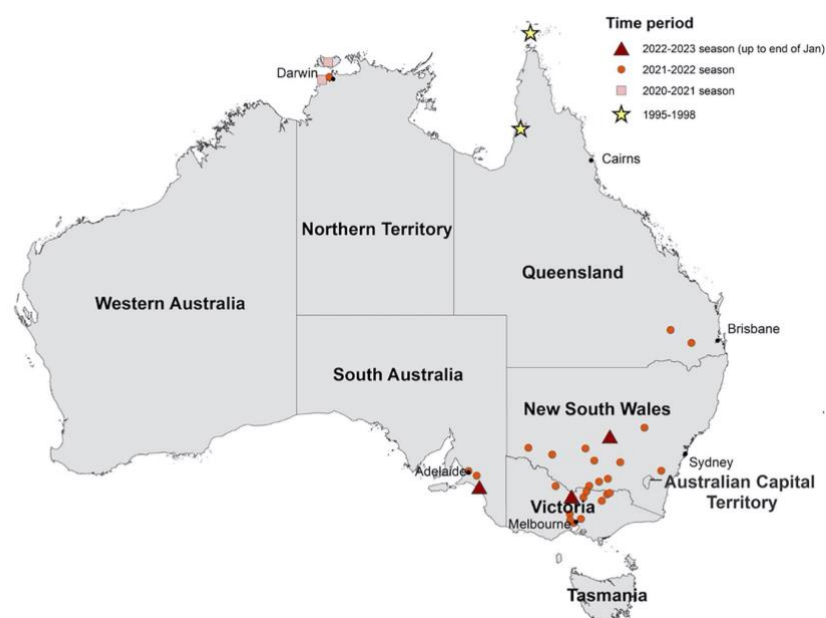 Time period
2022-2023 season (up to end of Jan)
2021-2022 season
2020-2021 season
1995-1998
Darwin
Cairns
Northern Territory
Queensland
Western Australia
Brisbane
South Australia
New South Wales
Sydney
Adelaide
Australian Capital
Territory
Victoria
Melbourne
Tasmania